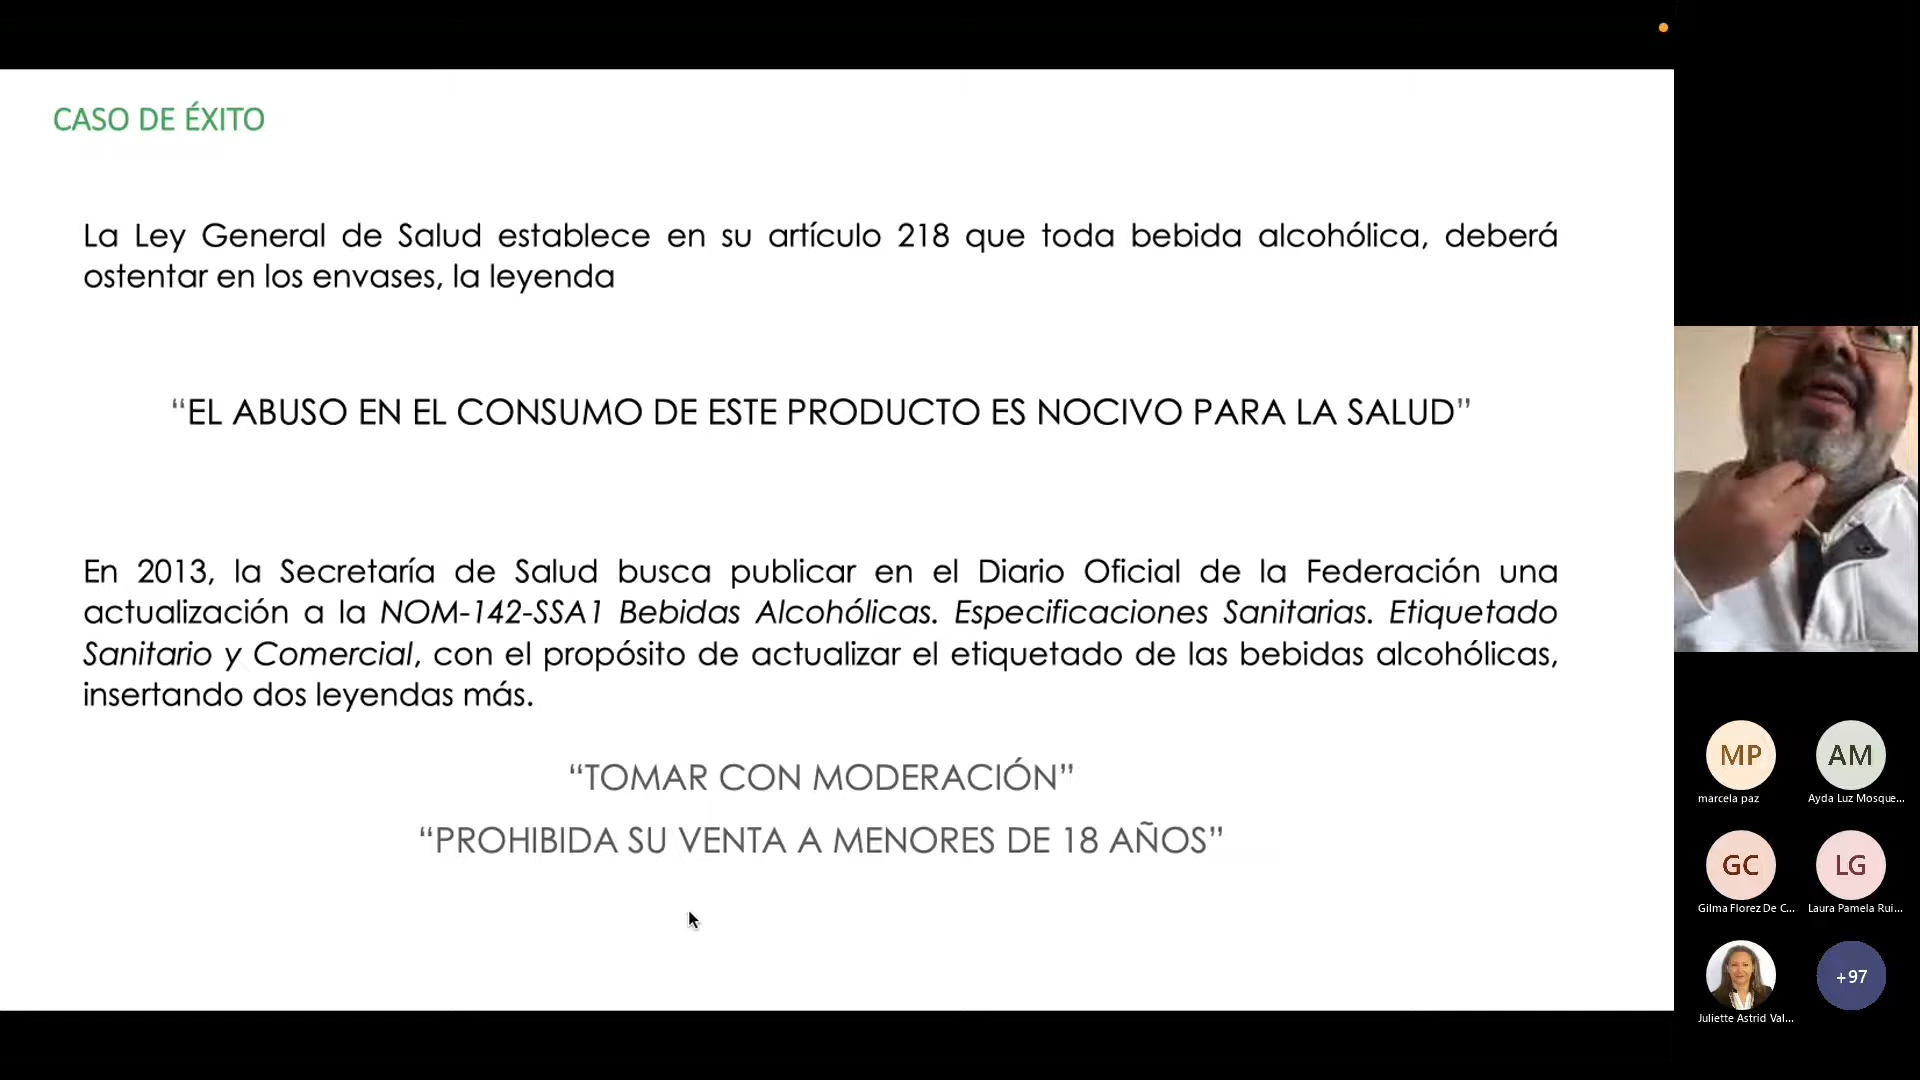 CASO DE ÉXITO
La Ley General de Salud establece en su artículo 218 que toda bebida alcohólica, deberá
ostentar en los envases, la leyenda
“EL ABUSO EN EL CONSUMO DE ESTE PRODUCTO ES NOCIVO PARA LA SALUD”
En 2013, la Secretaría de Salud busca publicar en el Diario Oficial de la Federación una
actualización a la NOM-142-SSA1 Bebidas Alcohólicas. Especificaciones Sanitarias. Etiquetado
Sanitario y Comercial, con el propósito de actualizar el etiquetado de las bebidas alcohólicas,
insertando dos leyendas más.
“TOMAR CON MODERACIÓN”
“PROHIBIDA SU VENTA A MENORES DE 18 AÑOS”
MP
AM
marcela paz
Ayda Luz Mosque...
GC
LG
Gilma Florez De C...
Laura Pamela Rui...
+97
Juliette Astrid Val...